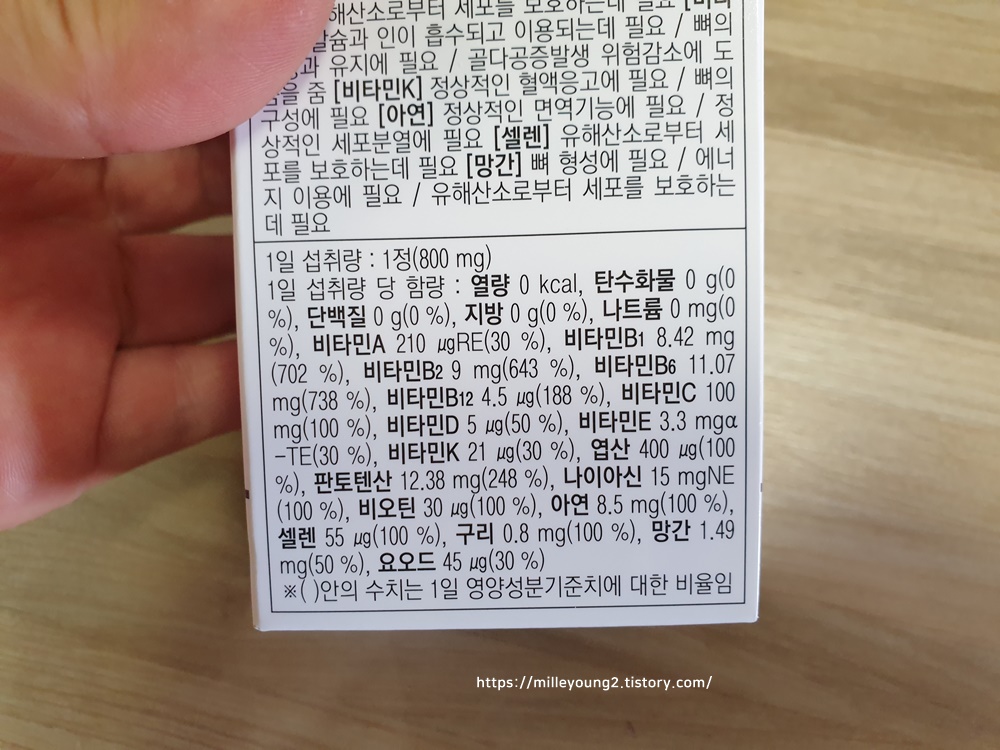 해산소로부터 세포를 보호하는데 필요
칼슘과 인이 흡수되고 이용되는데 필요 / 뼈의
과 유지에 필요 / 골다공증발생 위험감소에 도
을 줌 [비타민K] 정상적인 혈액응고에 필요 / 뼈의
구성에 필요 [아연] 정상적인 면역기능에 필요 / 정
상적인 세포분열에 필요 [셀렌] 유해산소로부터 세
포를 보호하는데 필요 [망간] 뼈 형성에 필요 / 에너
지 이용에 필요 / 유해산소로부터 세포를 보호하는
데 필요
1일 섭취량 : 1정(800 mg)
1일 섭취량 당 함량 : 열량 0 kcal, 탄수화물 0 g(0
%), 단백질 0 g(0 %), 지방 0 g(0 %), 나트륨 0 mg(0
%), 비타민A 210 μgRE(30 %), 비타민B1 8.42 mg
(702 %), 비타민B2 9 mg(643 %), 비타민B6 11.07
mg(738 %), 비타민B12 4.5 μg(188 %), 비타민C 100
mg(100 %), 비타민D 5 μg(50 %), 비타민E 3.3 mgα
-TE(30 %), 비타민K 21 μg(30 %), 엽산 400 μg(100
%), 판토텐산 12.38 mg(248 %), 나이아신 15 mgNE
(100 %), 비오틴 30 μg(100 %), 아연 8.5 mg(100 %),
셀렌 55 μg(100 %), 구리 0.8 mg(100 %), 망간 1.49
mg(50 %), 요오드 45 μg(30 %)
※( )안의 수치는 1일 영양성분기준치에 대한 비율임
https://milleyoung2.tistory.com/